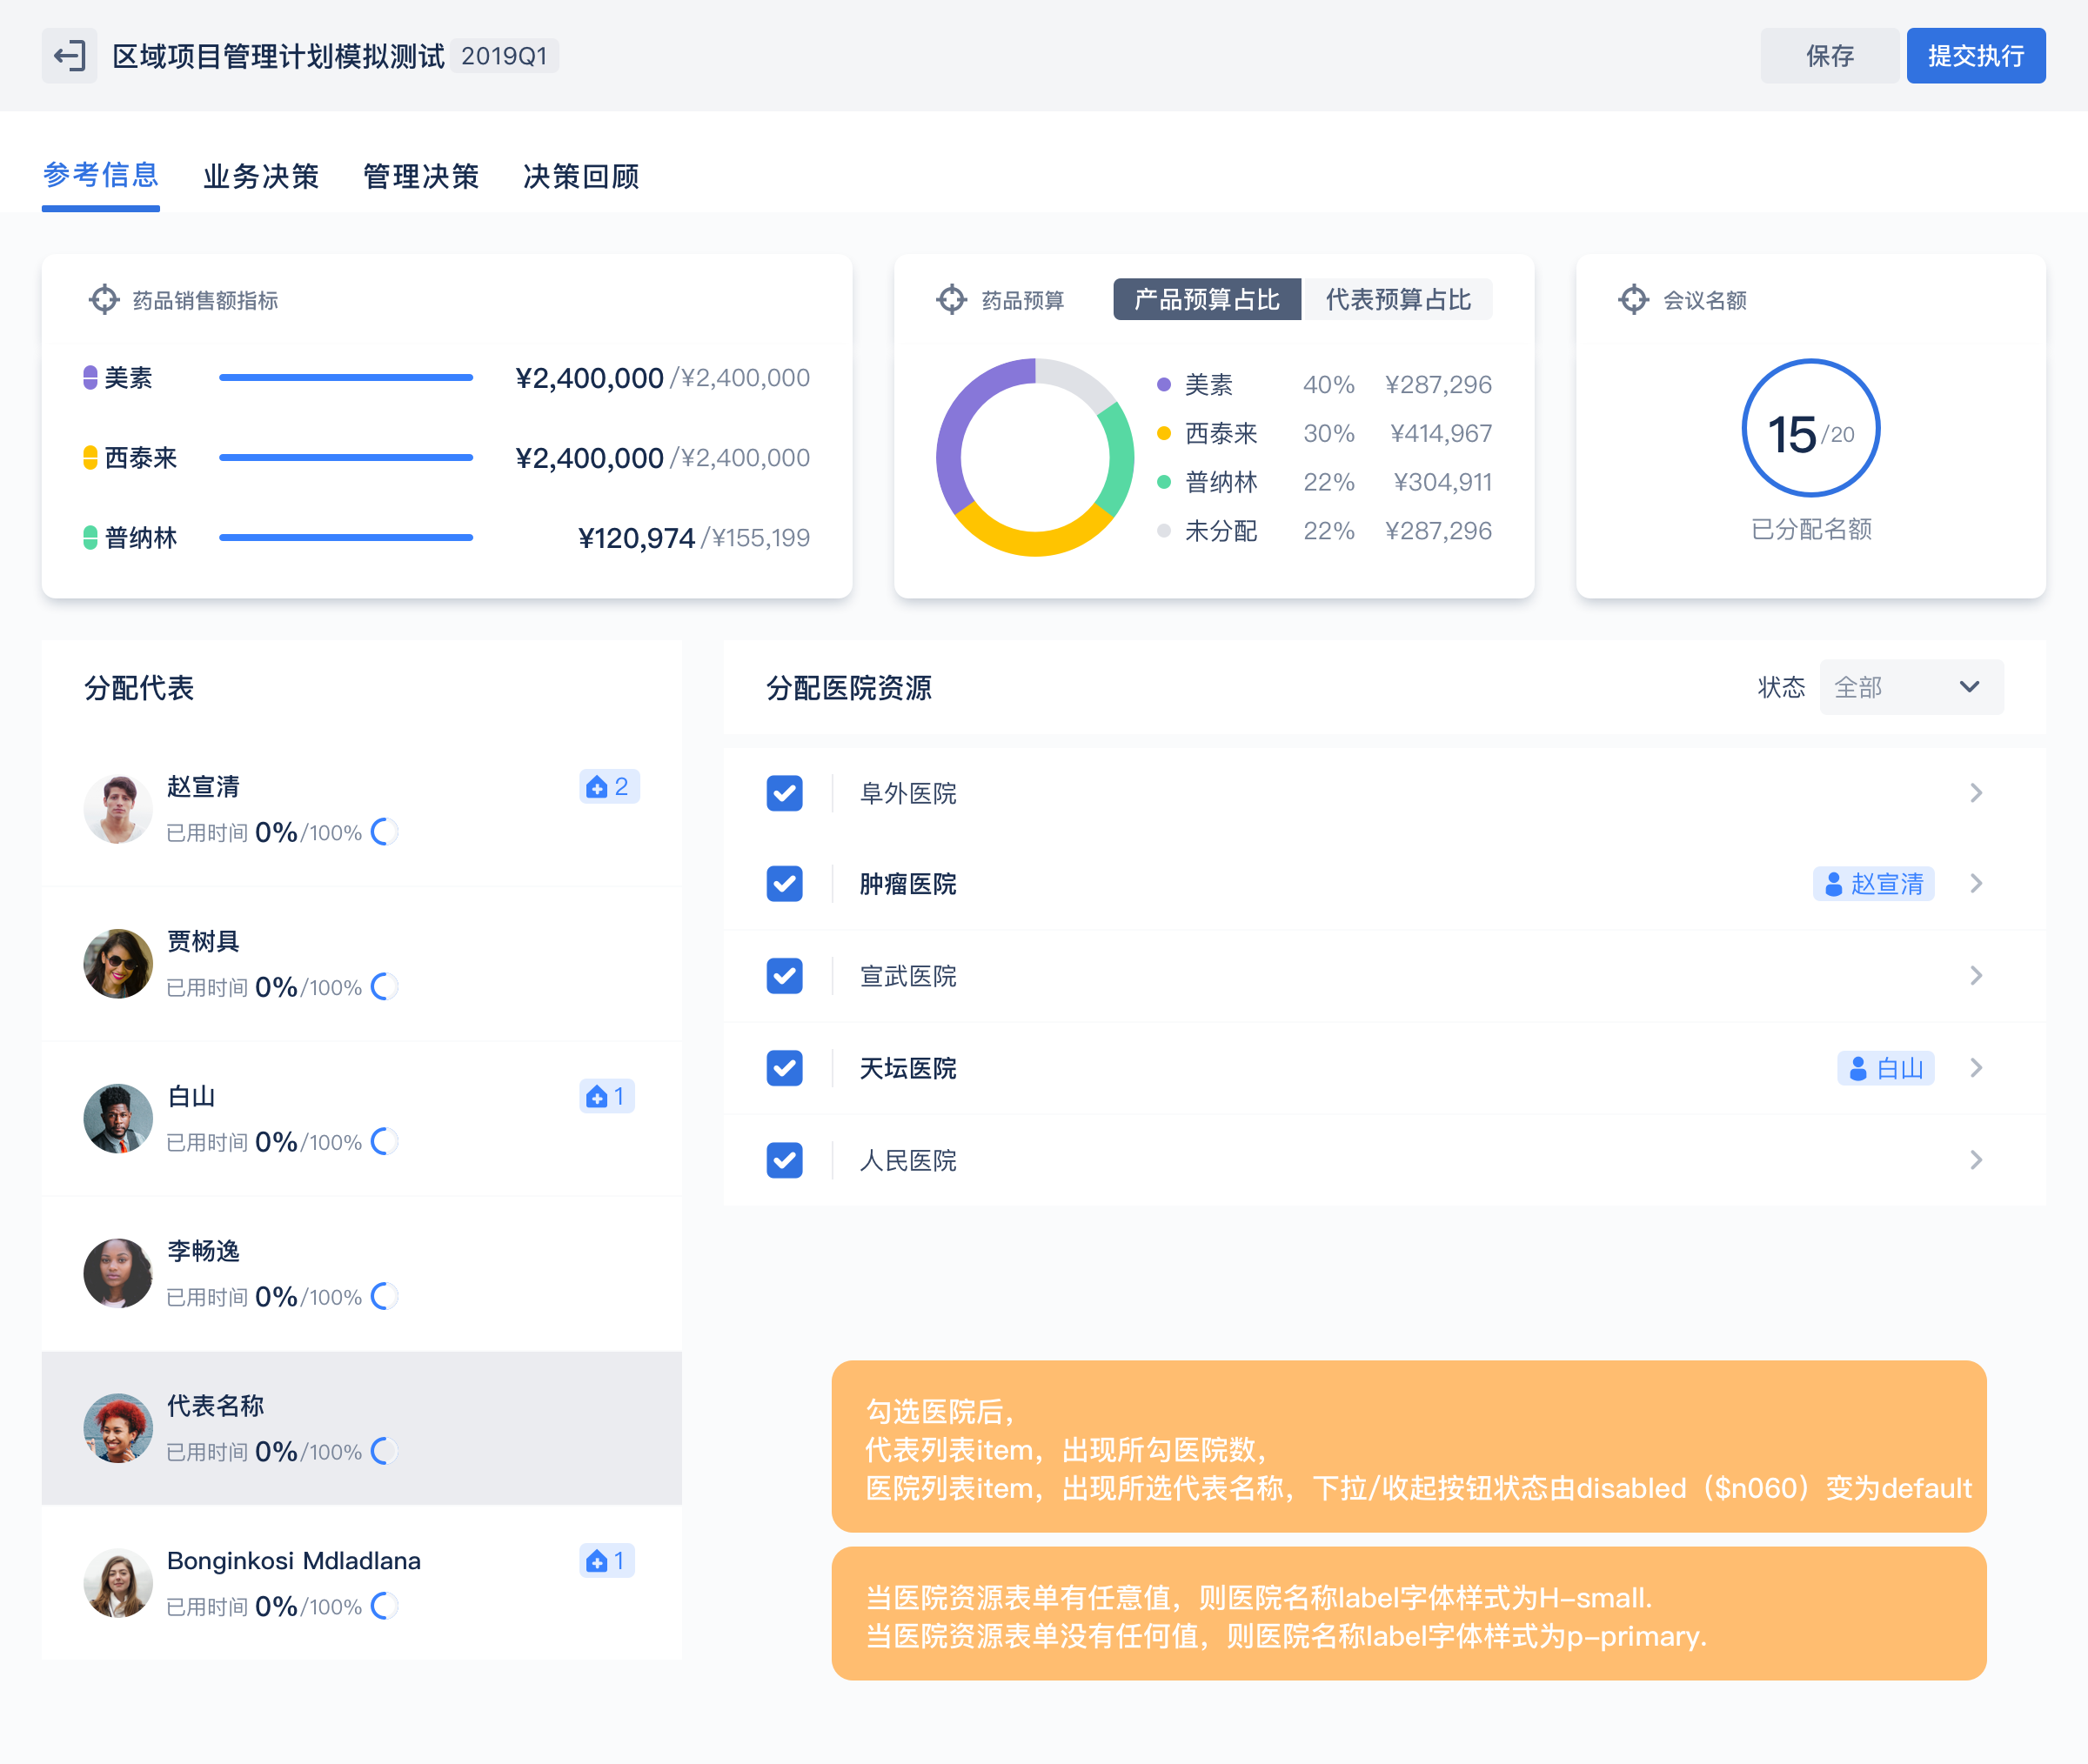 区域项目管理计划模拟测试 2019Q1 保存 提交执行
参考信息 业务决策 管理决策 决策回顾
药品销售额指标
美素 ¥2,400,000 /¥2,400,000
西泰来 ¥2,400,000 /¥2,400,000
普纳林 ¥120,974 /¥155,199
药品预算 产品预算占比 代表预算占比
美素 40% ¥287,296
西泰来 30% ¥414,967
普纳林 22% ¥304,911
未分配 22% ¥287,296
会议名额
15 /20
已分配名额
分配代表
赵宣清 2
已用时间 0%/100%
贾树具
已用时间 0%/100%
白山 1
已用时间 0%/100%
李畅逸
已用时间 0%/100%
代表名称
已用时间 0%/100%
Bonginkosi Mdladlana 1
已用时间 0%/100%
分配医院资源 状态 全部
阜外医院
肿瘤医院 赵宣清
宣武医院
天坛医院 白山
人民医院
勾选医院后，
代表列表item，出现所勾医院数，
医院列表item，出现所选代表名称，下拉/收起按钮状态由disabled（$n060）变为default
当医院资源表单有任意值，则医院名称label字体样式为H-small.
当医院资源表单没有任何值，则医院名称label字体样式为p-primary.